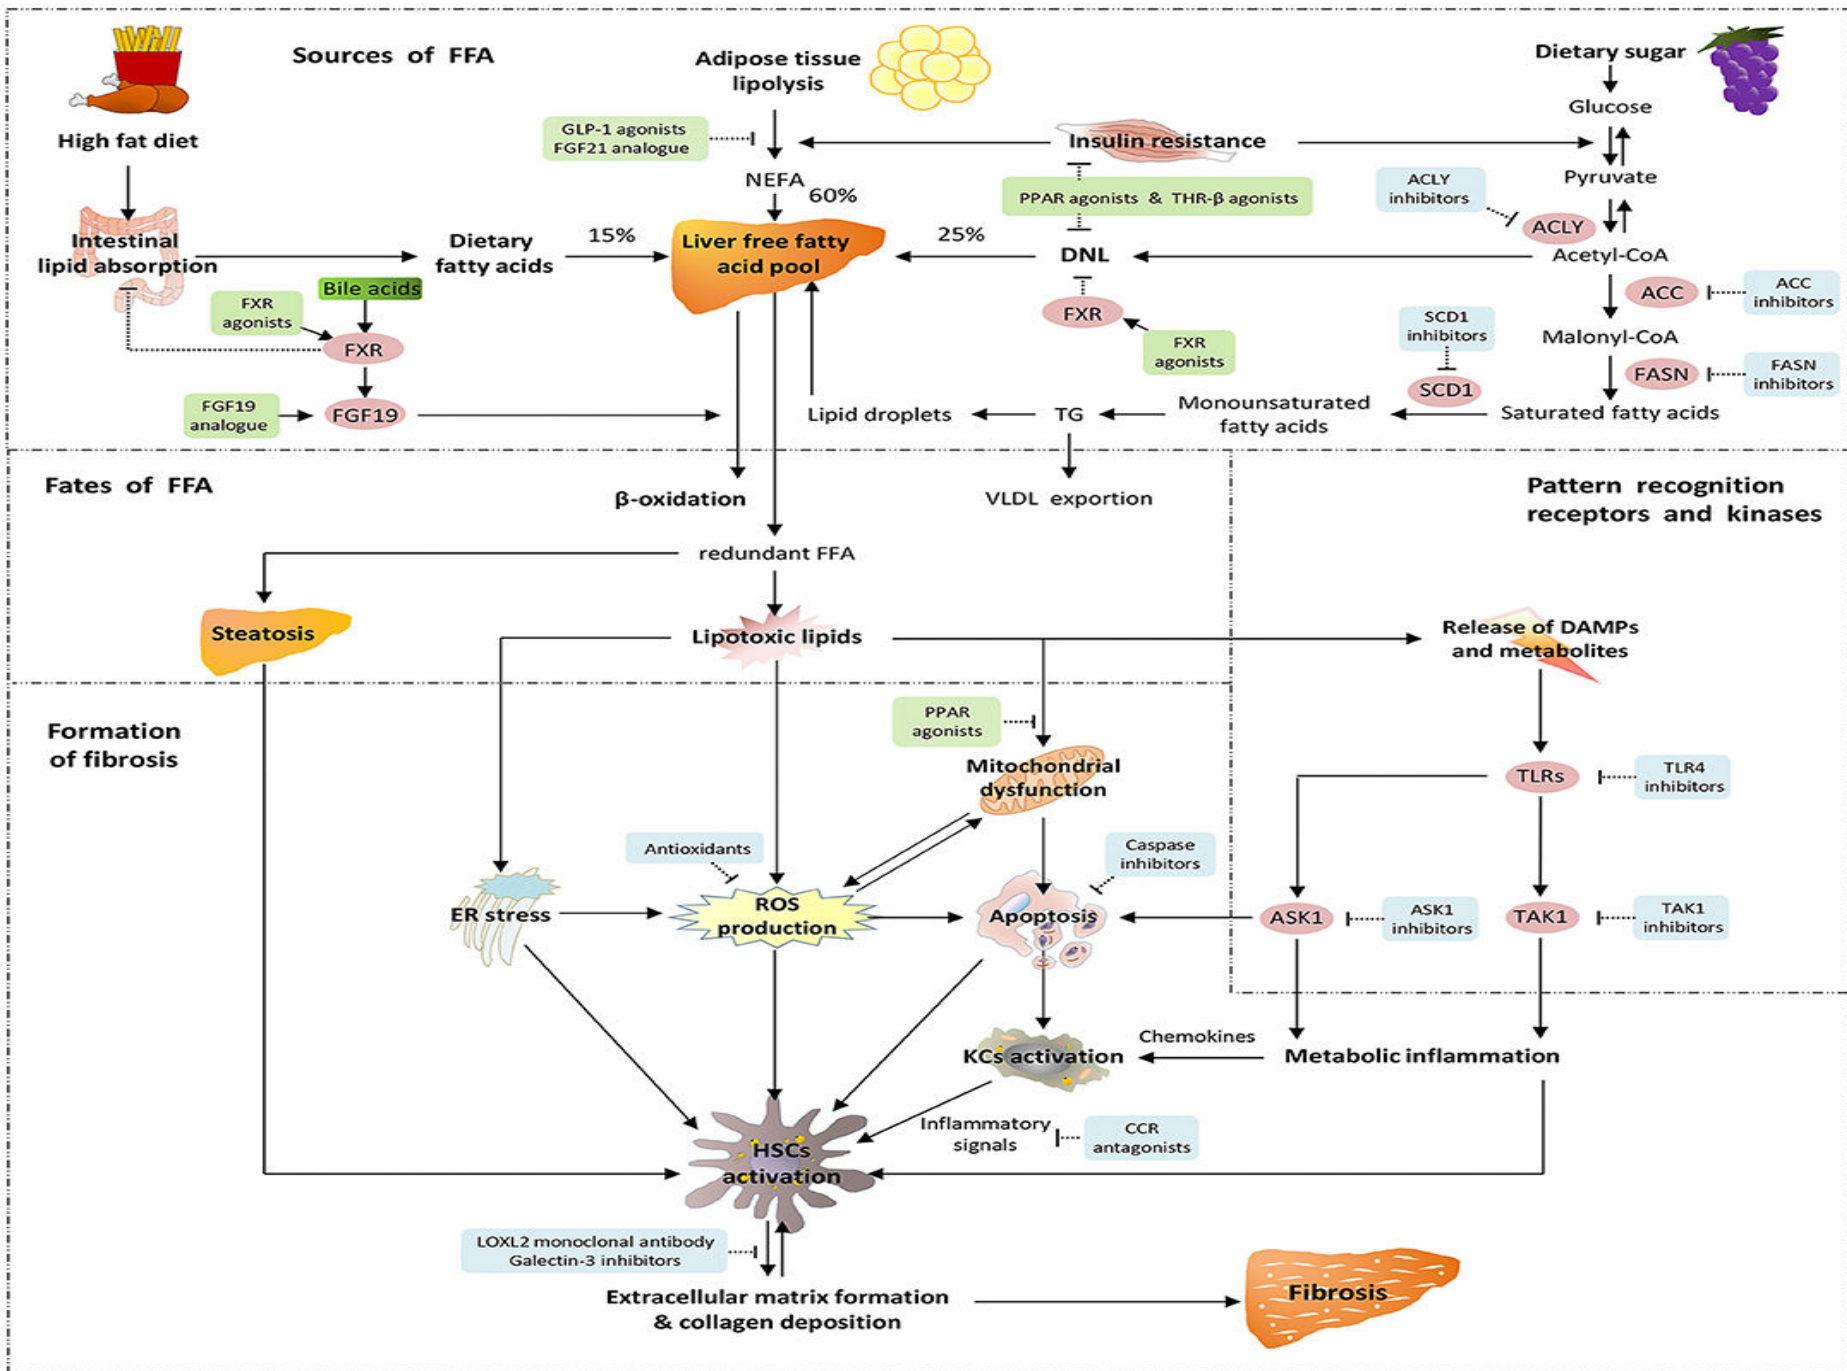 Sources of FFA
High fat diet
Intestinal
lipid absorption
Bile acids
FXR
agonists
FXR
FGF19
analogue
FGF19
Dietary
fatty acids
15%
Adipose tissue
lipolysis
GLP-1 agonists
FGF21 analogue
NEFA
60%
Liver free fatty
acid pool
25%
Insulin resistance
PPAR agonists & THR-β agonists
DNL
FXR
FXR
agonists
Dietary sugar
Glucose
Pyruvate
ACLY
inhibitors
ACLY
Acetyl-CoA
ACC
ACC
inhibitors
Malonyl-CoA
SCD1
inhibitors
SCD1
FASN
FASN
inhibitors
Saturated fatty acids
Monounsaturated
fatty acids
TG
Lipid droplets
Fates of FFA
β-oxidation
VLDL exportion
redundant FFA
Steatosis
Lipotoxic lipids
Pattern recognition
receptors and kinases
Release of DAMPs
and metabolites
TLRs
TLR4
inhibitors
ASK1
ASK1
inhibitors
TAK1
TAK1
inhibitors
Formation
of fibrosis
PPAR
agonists
Mitochondrial
dysfunction
Antioxidants
Caspase
inhibitors
ER stress
ROS
production
Apoptosis
KCs activation
Chemokines
Metabolic inflammation
Inflammatory
signals
CCR
antagonists
HSCs
activation
LOXL2 monoclonal antibody
Galectin-3 inhibitors
Extracellular matrix formation
& collagen deposition
Fibrosis